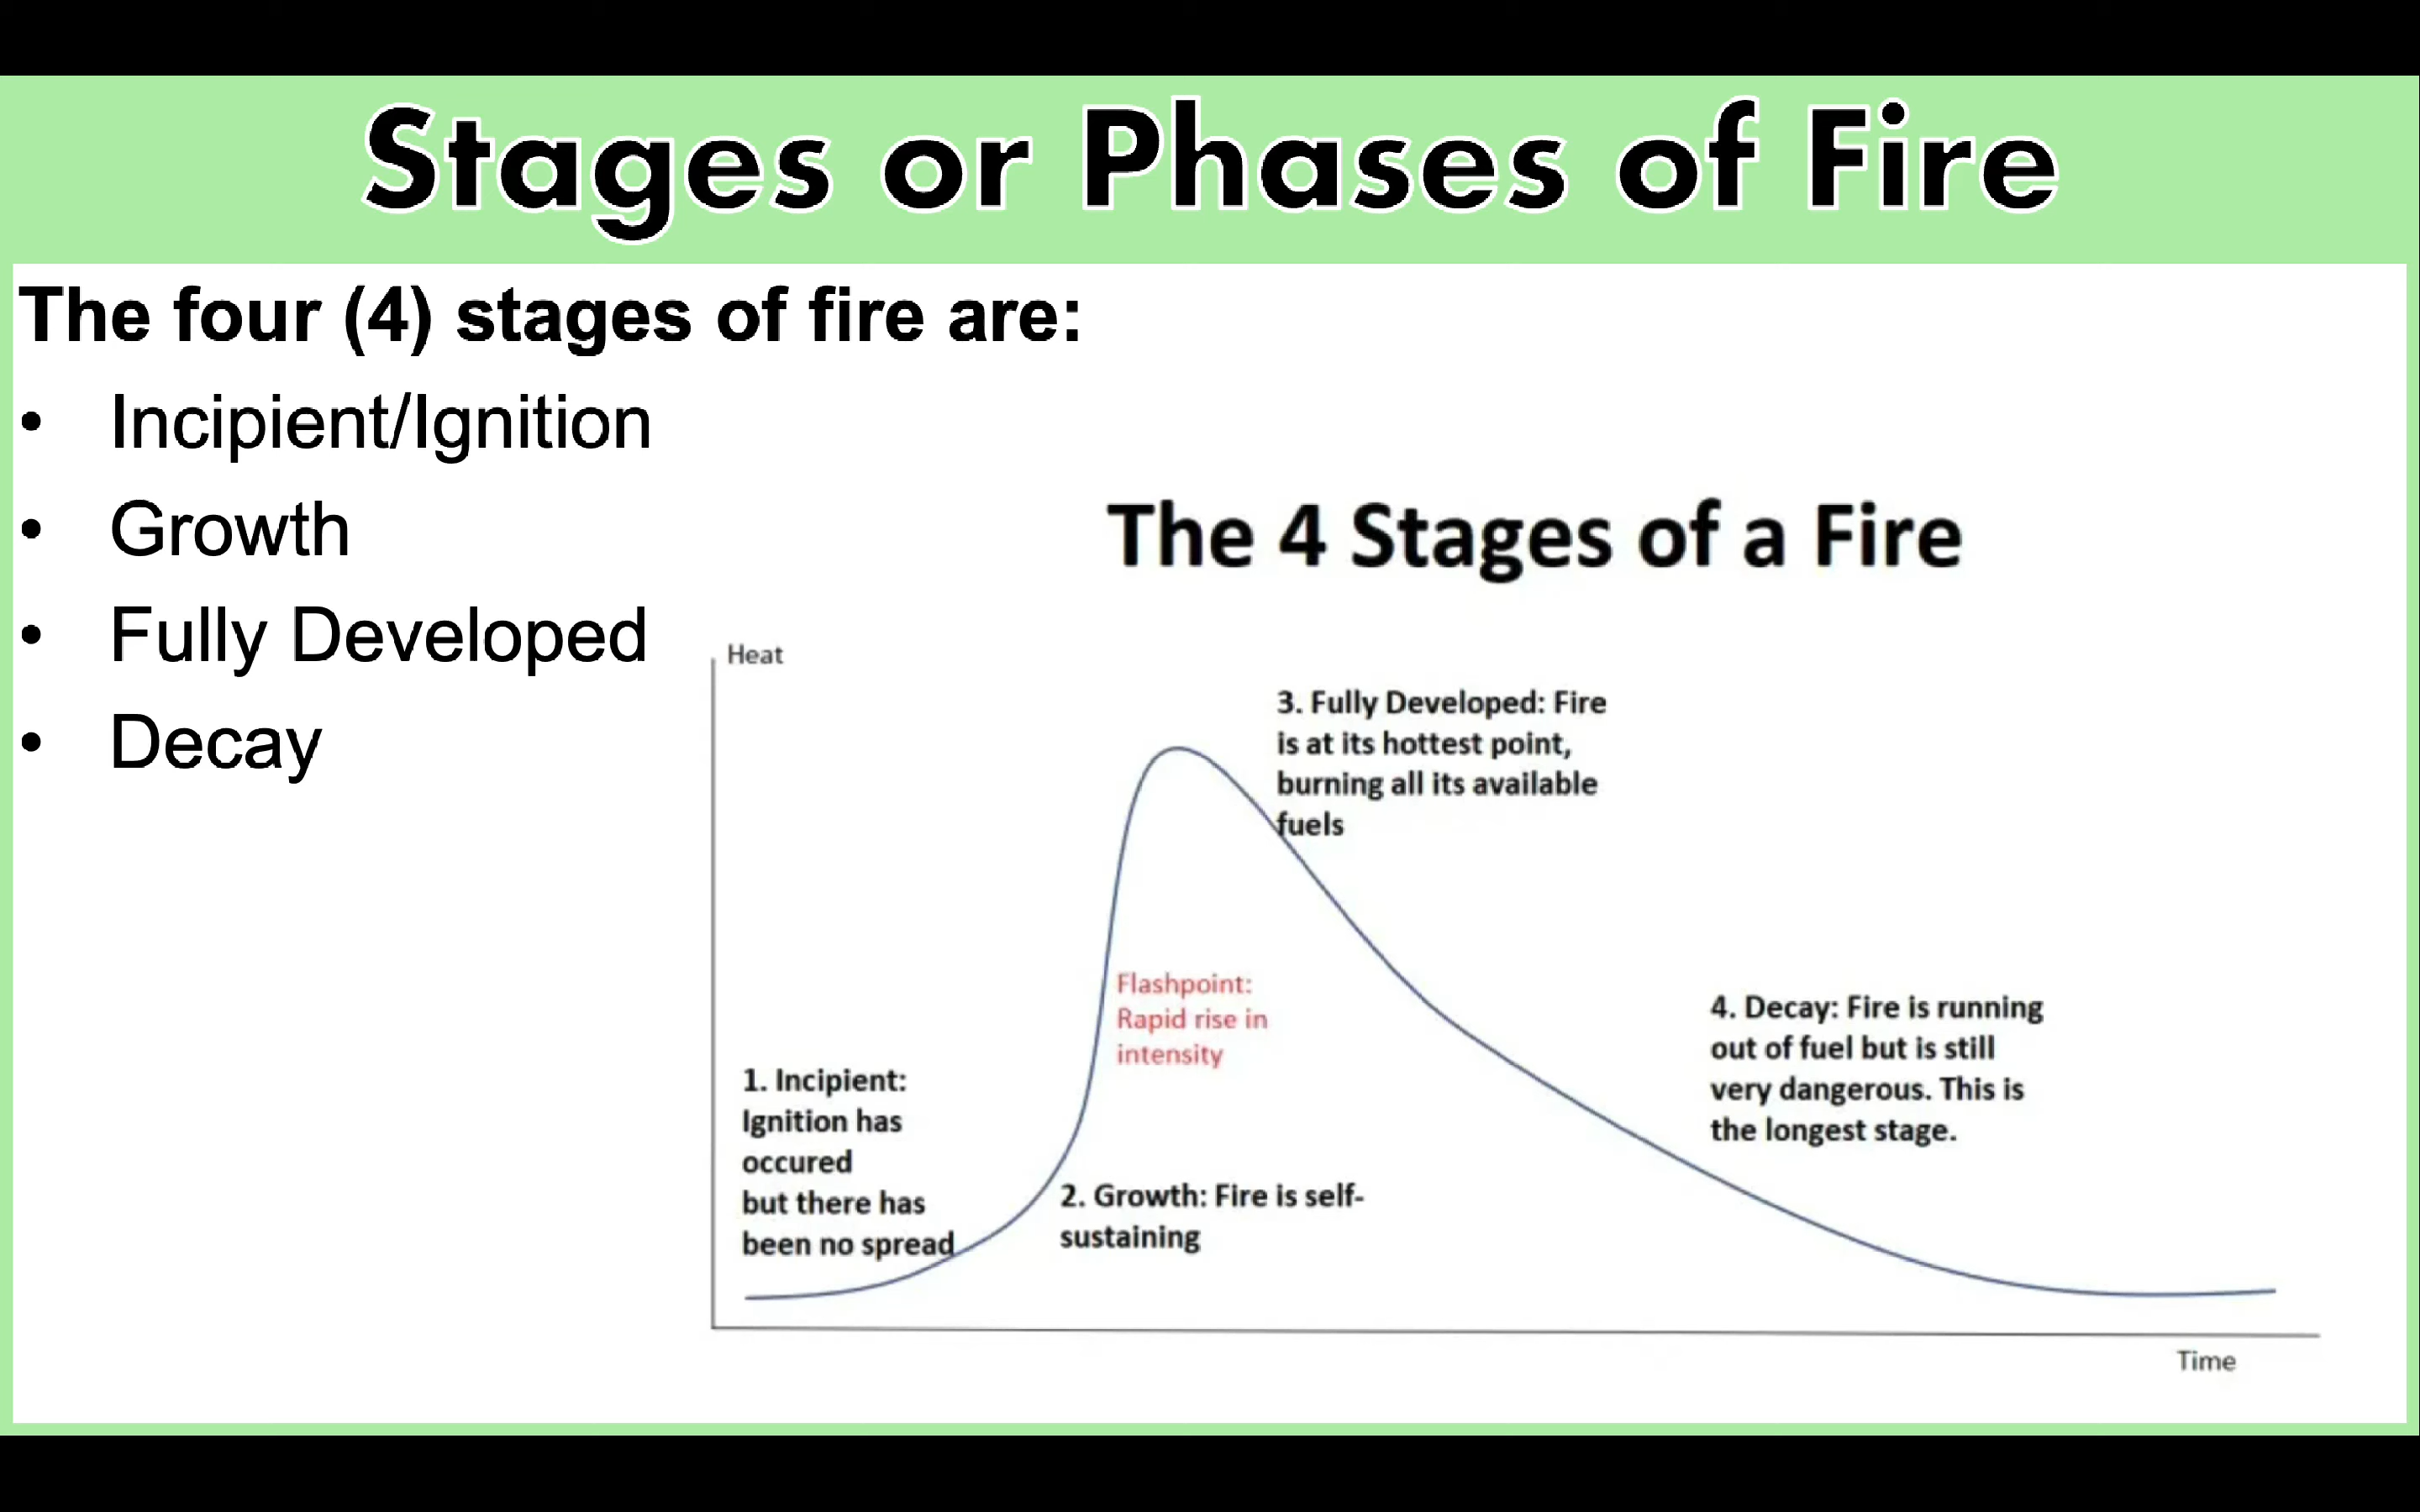 Stages or Phases of Fire
The four (4) stages of fire are:
• Incipient/Ignition
• Growth
• Fully Developed
• Decay
The 4 Stages of a Fire
Heat
3. Fully Developed: Fire
is at its hottest point,
burning all its available
fuels
Flashpoint:
Rapid rise in
intensity
1. Incipient:
Ignition has
occured
but there has
been no spread
2. Growth: Fire is self-
sustaining
4. Decay: Fire is running
out of fuel but is still
very dangerous. This is
the longest stage.
Time